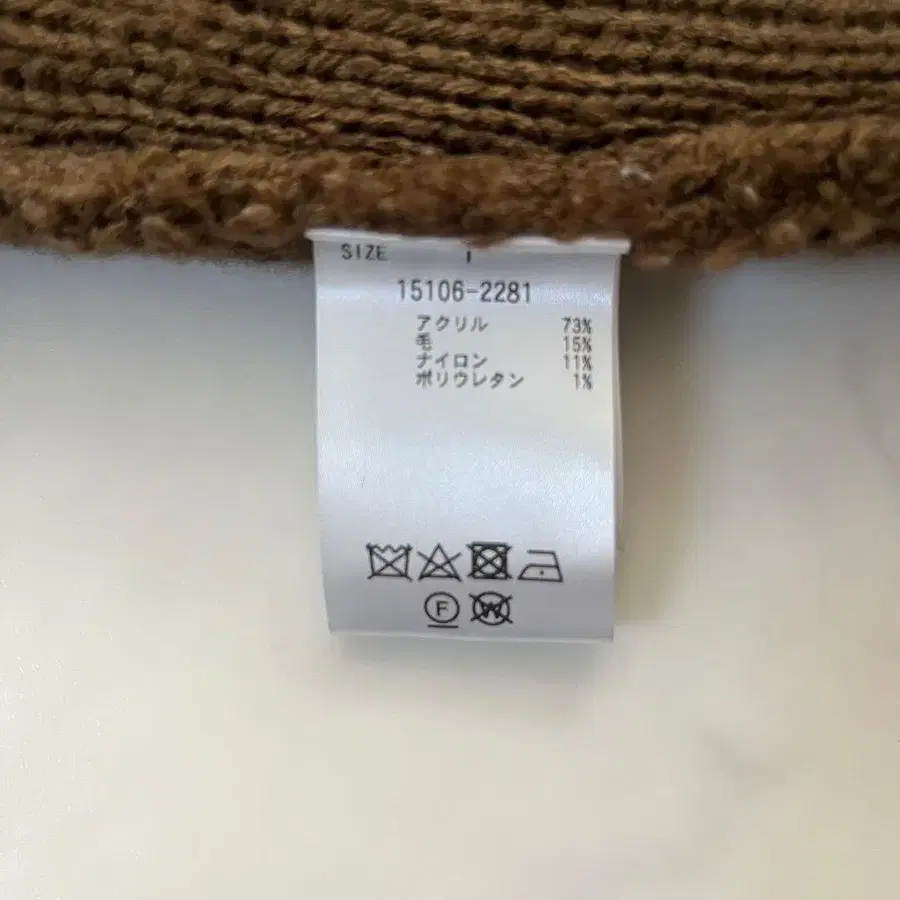 SIZE
15106-2281
アクリル 73%
毛 15%
ナイロン 11%
ポリウレタン 1%
F
W